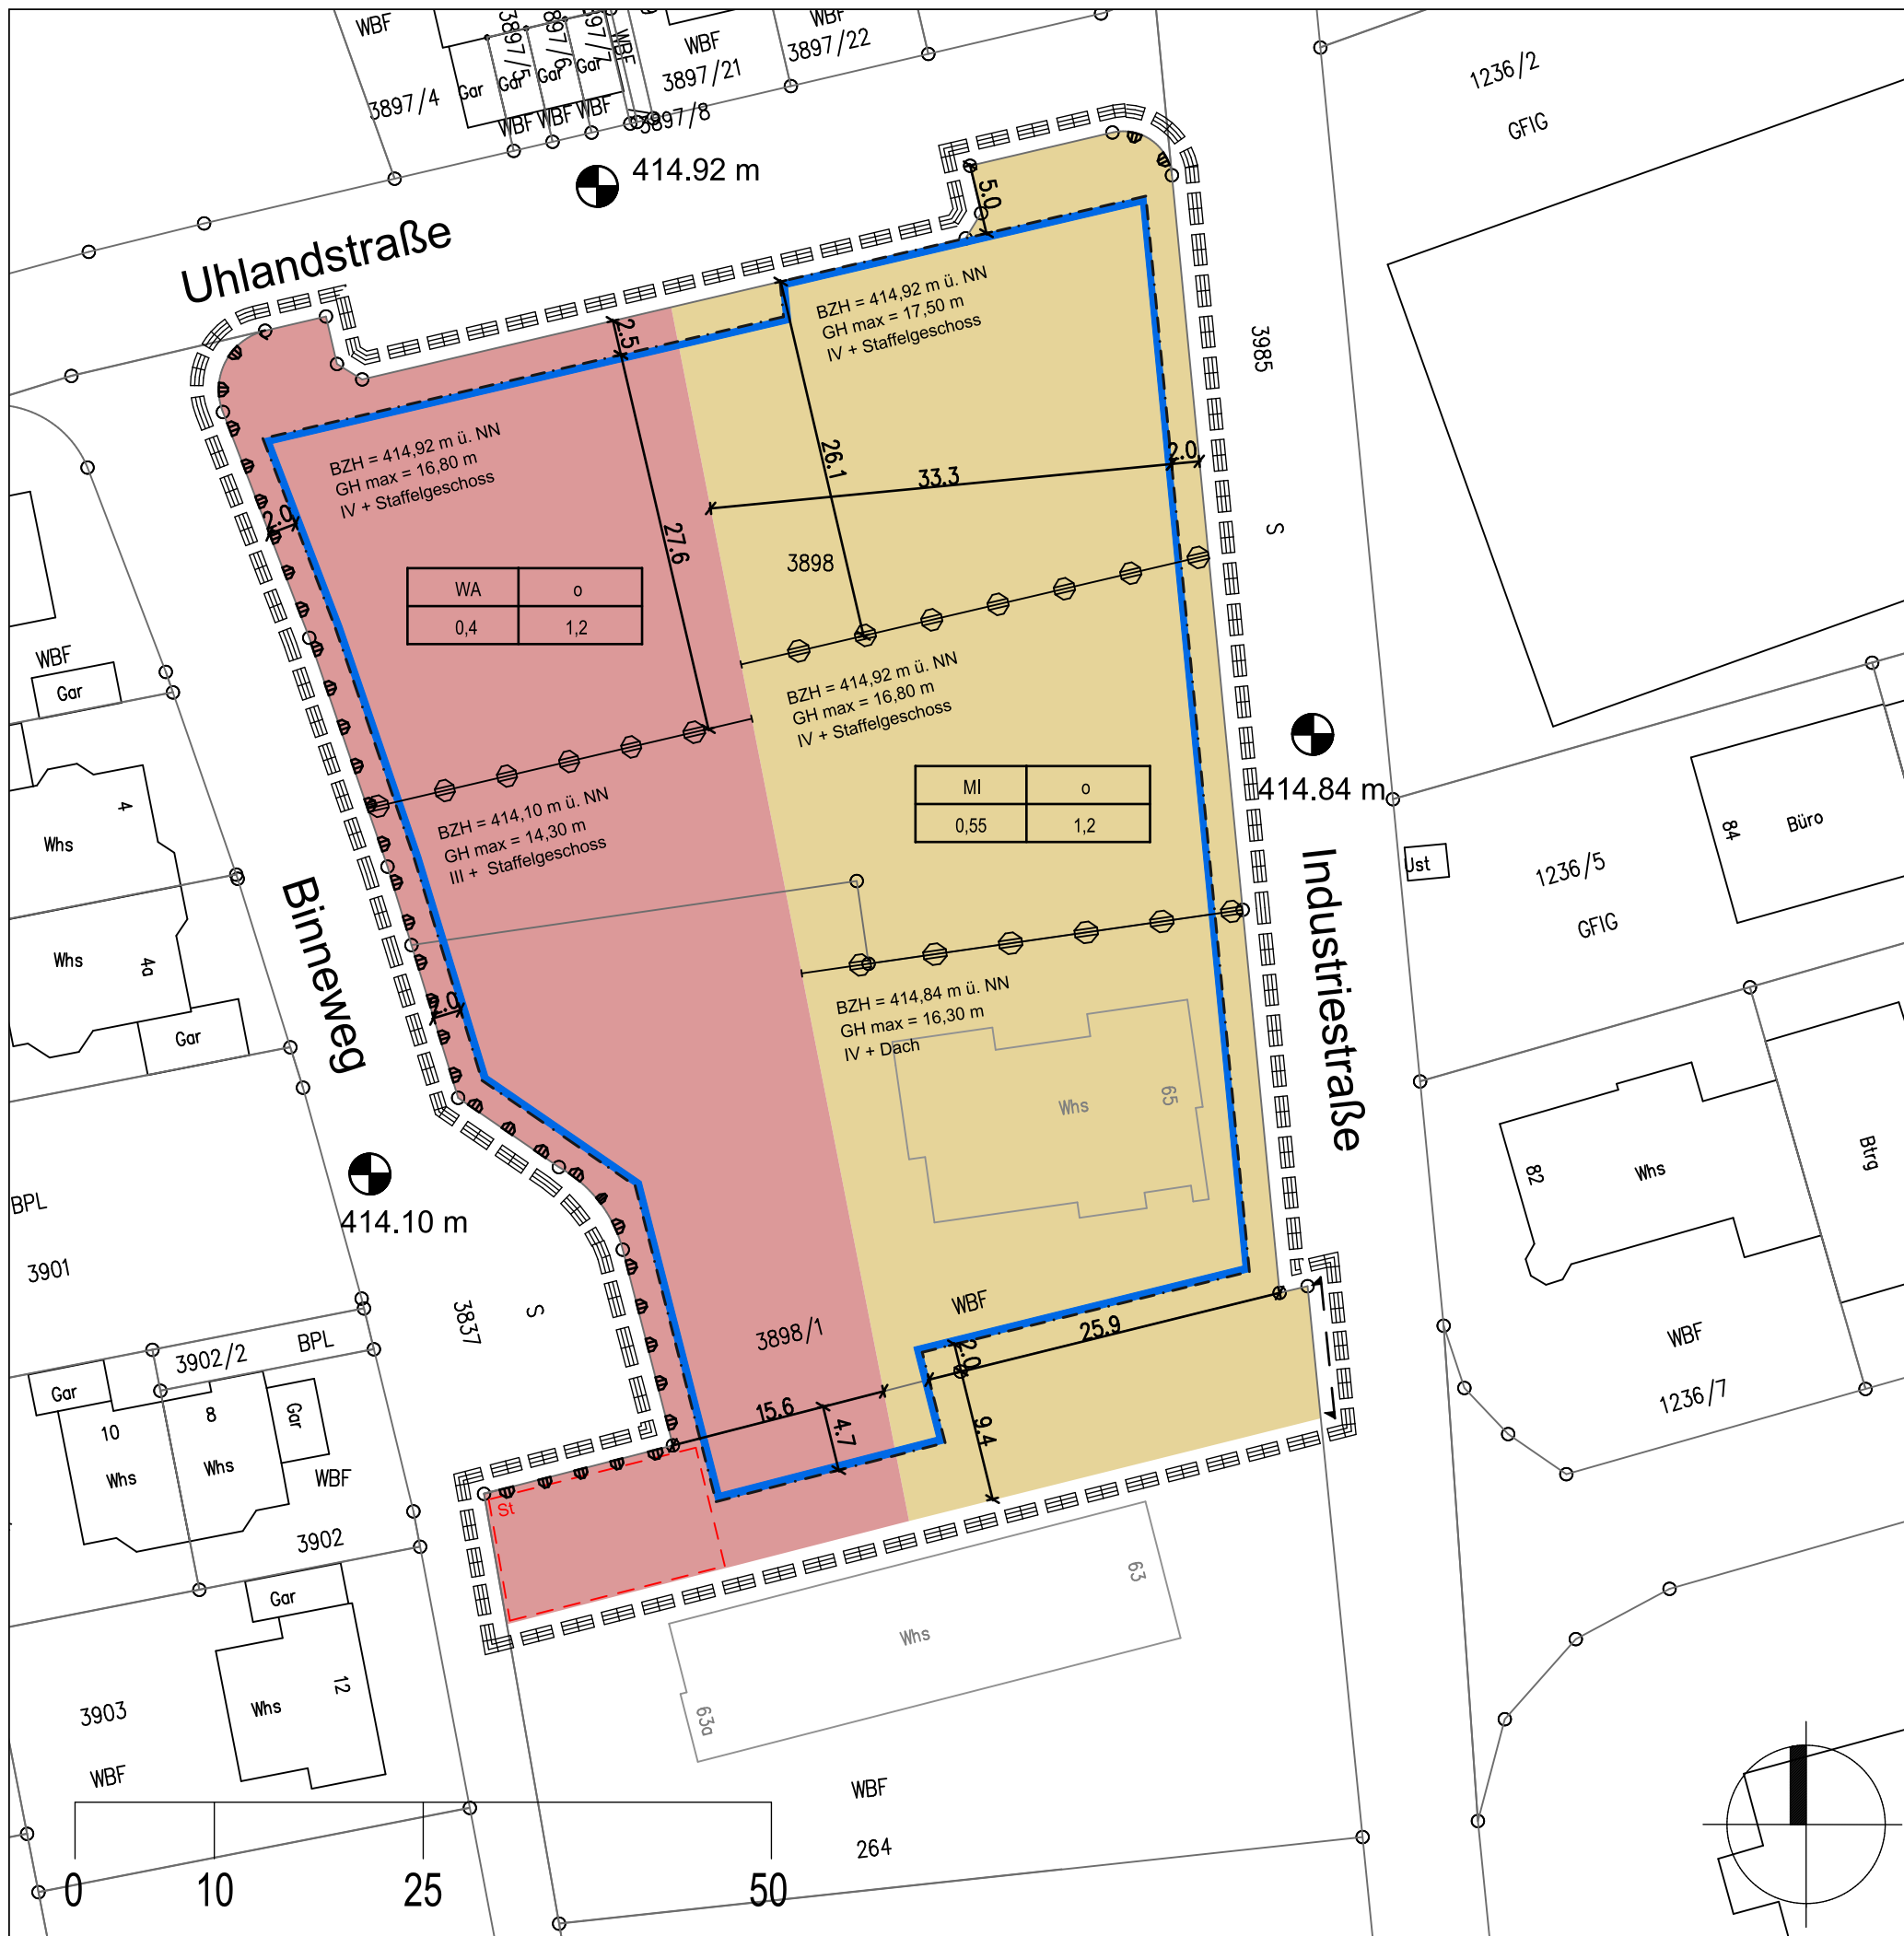 WBF
3897/5
897/6
97/7
WBF
WBF
WBF
3897/22
3897/4
Gar
Gar
Gar
Gar
3897/21
WBF
WBF
WBF
3897/8
1236/2
GFIG
414.92 m
Uhlandstraße
5.0
2.5
BZH = 414,92 m ü. NN
GH max = 17,50 m
IV + Staffelgeschoss
3985
BZH = 414,92 m ü. NN
GH max = 16,80 m
IV + Staffelgeschoss
2.0
26.1
33.3
2.0
27.6
S
3898
WA o
0,4 1,2
WBF
Gar
BZH = 414,92 m ü. NN
GH max = 16,80 m
IV + Staffelgeschoss
414.84 m
MI o
0,55 1,2
BZH = 414,10 m ü. NN
GH max = 14,30 m
III + Staffelgeschoss
4
Whs
Whs
4a
Gar
Binneweg
Industriestraße
Ust
84
Büro
1236/5
GFIG
2.0
BZH = 414,84 m ü. NN
GH max = 16,30 m
IV + Dach
Whs
65
82
Whs
Btrg
BPL
414.10 m
3901
3837
S
3898/1
WBF
25.9
2.0
WBF
1236/7
3902/2
BPL
Gar
10
8
Gar
Whs
Whs
WBF
15.6
4.7
9.4
St
3902
Gar
Whs
12
3903
WBF
63
Whs
63a
WBF
264
0 10 25 50